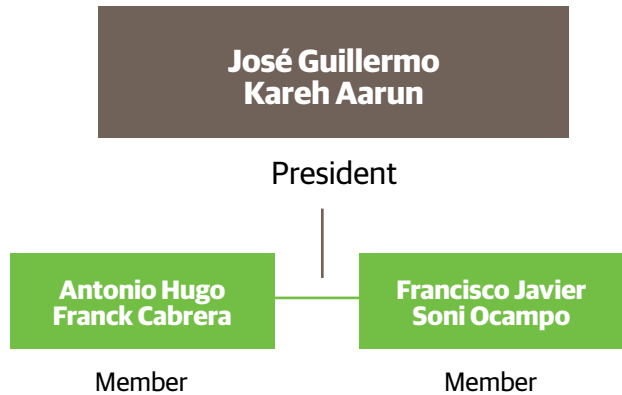 José Guillermo
Kareh Aarun
President
Antonio Hugo
Franck Cabrera
Francisco Javier
Soni Ocampo
Member
Member